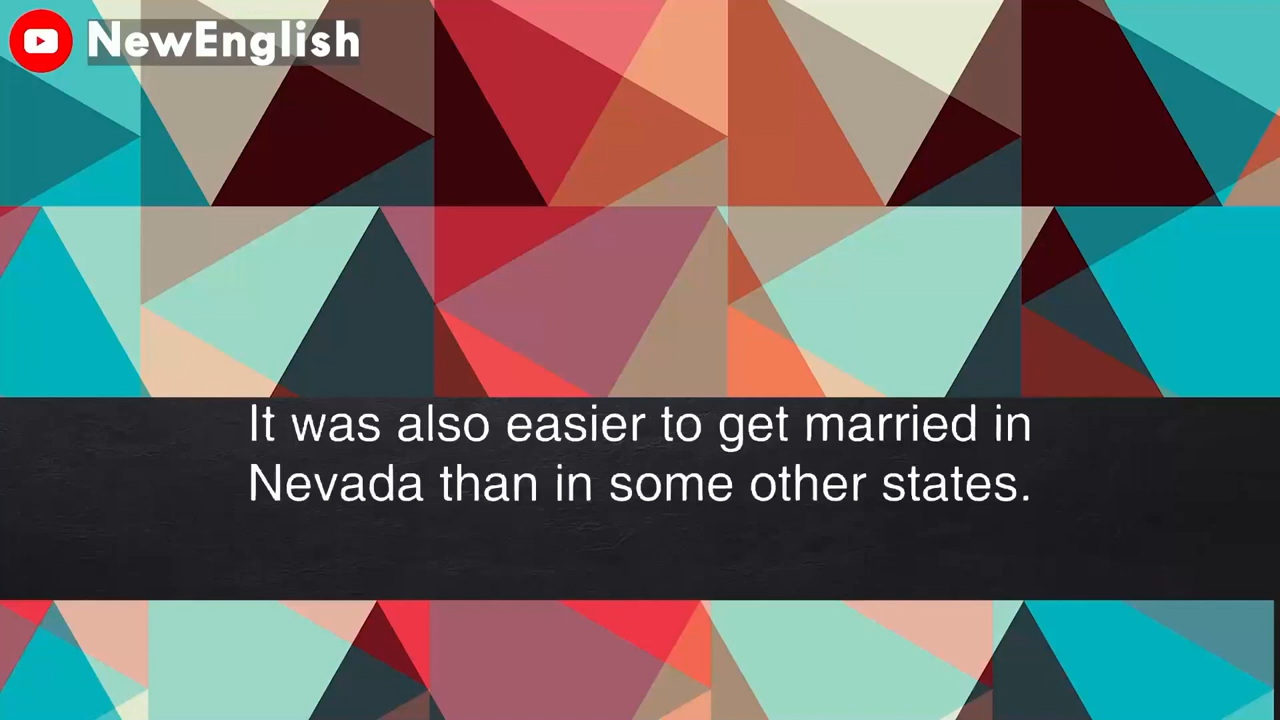 NewEnglish
It was also easier to get married in
Nevada than in some other states.